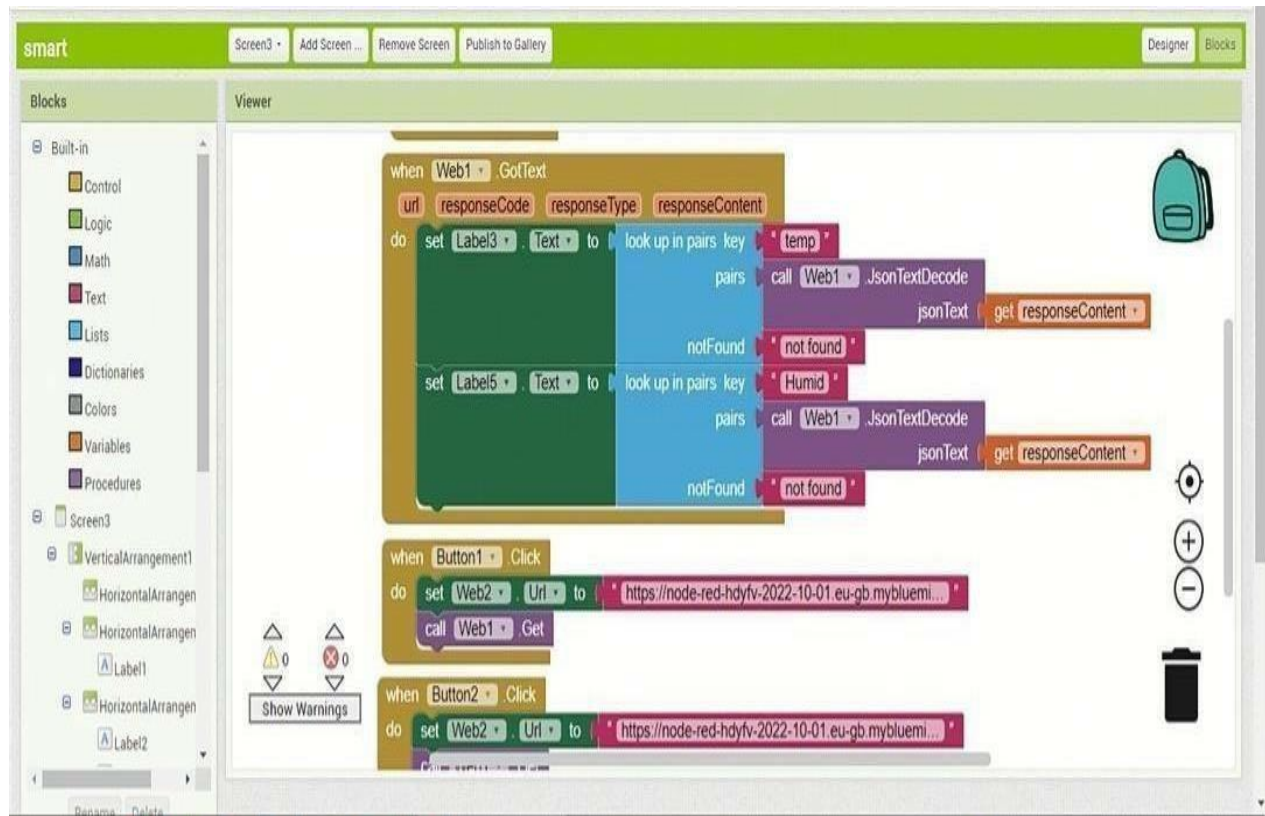 smart
Screen3
Add Screen ...
Remove Screen
Publish to Gallery
Designer
Blocks
Blocks
Viewer
Built-in
Control
Logic
Math
Text
Lists
Dictionaries
Colors
Variables
Procedures
Screen3
VerticalArrangement1
HorizontalArrangen
HorizontalArrangen
Label1
HorizontalArrangen
Label2
Rename Delete
when Web1 .GotText
url responseCode responseType responseContent
do set Label3 . Text to look up in pairs key " temp "
pairs call Web1 .JsonTextDecode
jsonText get responseContent
notFound " not found "
set Label5 . Text to look up in pairs key " Humid "
pairs call Web1 .JsonTextDecode
jsonText get responseContent
notFound " not found "
when Button1 .Click
do set Web2 . Url to " https://node-red-hdyfv-2022-10-01.eu-gb.mybluemi... "
call Web1 .Get
0 0
Show Warnings
when Button2 .Click
do set Web2 . Url to " https://node-red-hdyfv-2022-10-01.eu-gb.mybluemi... "